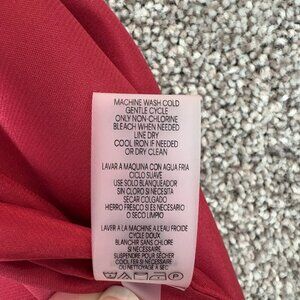 MACHINE WASH COLD
GENTLE CYCLE
ONLY NON-CHLORINE
BLEACH WHEN NEEDED
LINE DRY
COOL IRON IF NEEDED
OR DRY CLEAN
LAVAR A MAQUINA CON AGUA FRIA
CICLO SUAVE
USE SOLO BLANQUEADOR
SIN CLORO SI NECESITA
SECAR COLGADO
HIERRO FRESCO SI ES NECESARIO
O SECO LIMPIO
LAVER A LA MACHINE A L'EAU FROIDE
CYCLE DOUX
BLANCHIR SANS CHLORE
SI NÉCESSAIRE
SUSPENDRE POUR SÉCHER
COOL FER SI NÉCESSAIRE
OU NETTOYAGE A SEC